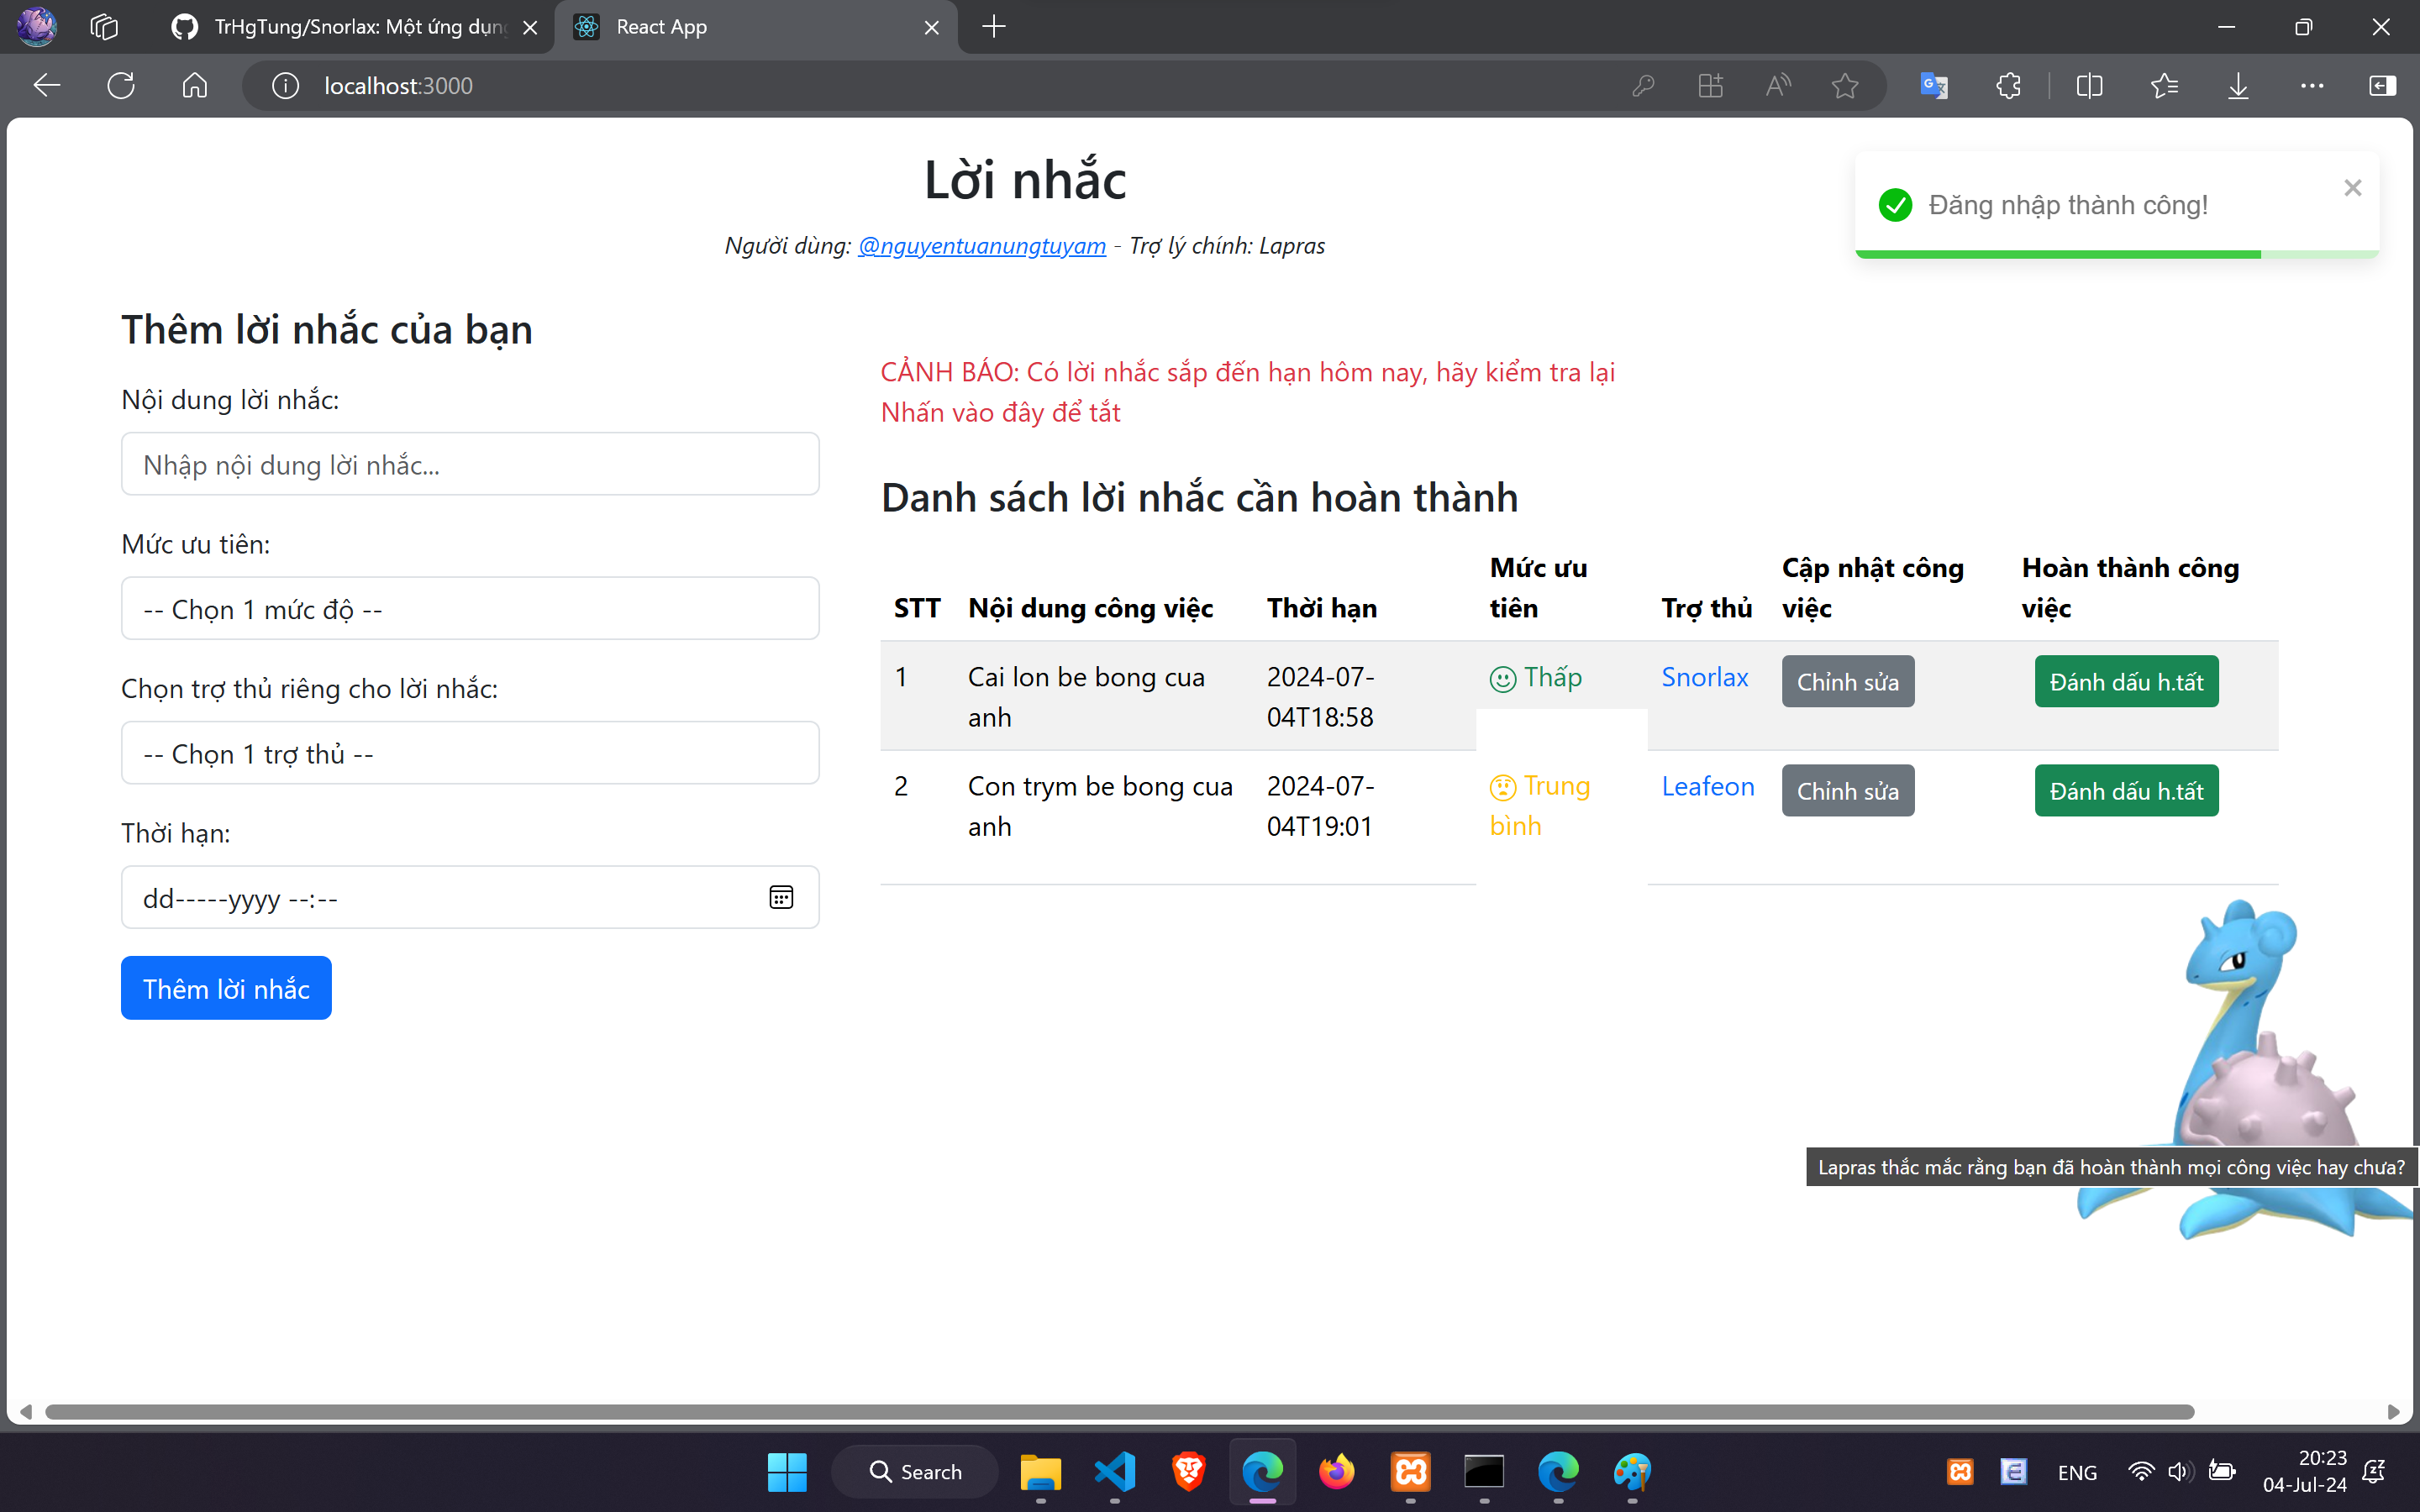 TrHgTung/Snorlax: Một ứng dụng
React App
localhost:3000
Lời nhắc
Người dùng: @nguyentuanungtuyam - Trợ lý chính: Lapras
Đăng nhập thành công!
Thêm lời nhắc của bạn
Nội dung lời nhắc:
Nhập nội dung lời nhắc...
Mức ưu tiên:
-- Chọn 1 mức độ --
Chọn trợ thủ riêng cho lời nhắc:
-- Chọn 1 trợ thủ --
Thời hạn:
dd-----yyyy --:--
Thêm lời nhắc
CẢNH BÁO: Có lời nhắc sắp đến hạn hôm nay, hãy kiểm tra lại
Nhấn vào đây để tắt
Danh sách lời nhắc cần hoàn thành
STT Nội dung công việc Thời hạn Mức ưu tiên Trợ thủ Cập nhật công việc Hoàn thành công việc
1 Cai lon be bong cua anh 2024-07-04T18:58 Thấp Snorlax Chỉnh sửa Đánh dấu h.tất
2 Con trym be bong cua anh 2024-07-04T19:01 Trung bình Leafeon Chỉnh sửa Đánh dấu h.tất
Lapras thắc mắc rằng bạn đã hoàn thành mọi công việc hay chưa?
Search
ENG
20:23
04-Jul-24